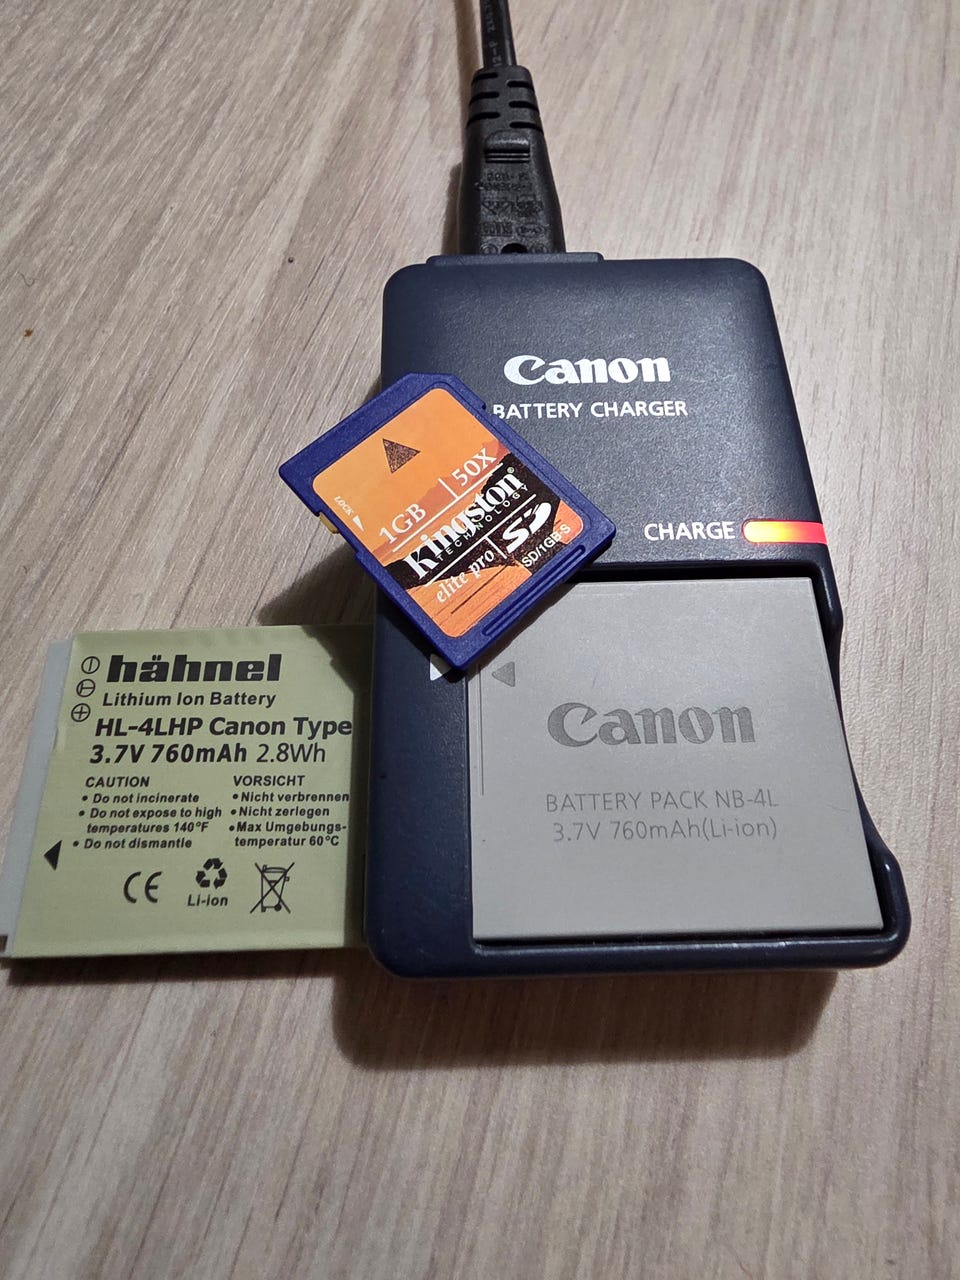 Canon
BATTERY CHARGER
CHARGE
LOCK
1GB | 50X
Kingston®
TECHNOLOGY
elite pro | SD
SD/1GB-S
hähnel
Lithium Ion Battery
HL-4LHP Canon Type
3.7V 760mAh 2.8Wh
CAUTION
• Do not incinerate
• Do not expose to high
temperatures 140°F
• Do not dismantle
VORSICHT
• Nicht verbrennen
• Nicht zerlegen
• Max Umgebungs-
temperatur 60°C
CE
Li-ion
Canon
BATTERY PACK NB-4L
3.7V 760mAh(Li-ion)